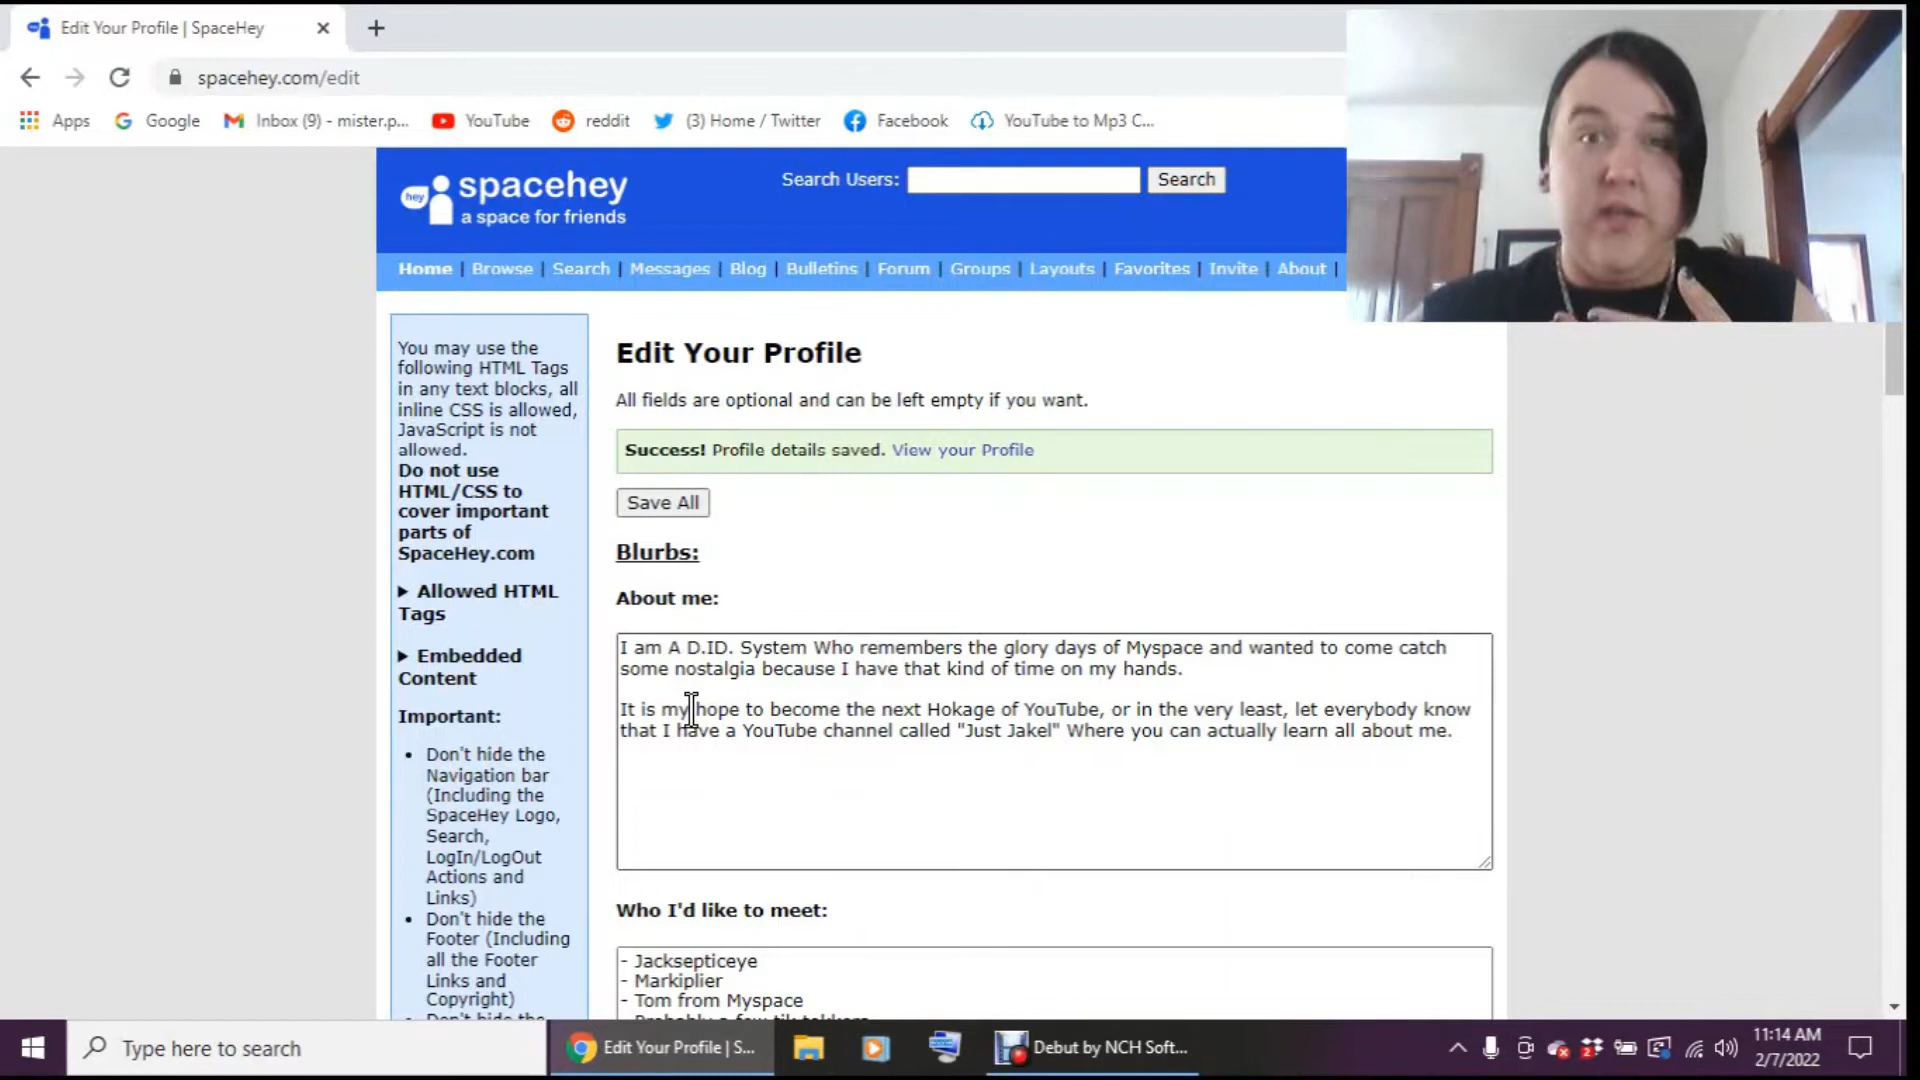 Edit Your Profile | SpaceHey
spacehey.com/edit
Apps Google Inbox (9) - mister.p... YouTube reddit (3) Home / Twitter Facebook YouTube to Mp3 C...
hey spacehey
a space for friends
Search Users: Search
Home | Browse | Search | Messages | Blog | Bulletins | Forum | Groups | Layouts | Favorites | Invite | About |
You may use the
following HTML Tags
in any text blocks, all
inline CSS is allowed,
JavaScript is not
allowed.
Do not use
HTML/CSS to
cover important
parts of
SpaceHey.com
Allowed HTML
Tags
Embedded
Content
Important:
• Don't hide the
Navigation bar
(Including the
SpaceHey Logo,
Search,
LogIn/LogOut
Actions and
Links)
• Don't hide the
Footer (Including
all the Footer
Links and
Copyright)
Don't hide the
Edit Your Profile
All fields are optional and can be left empty if you want.
Success! Profile details saved. View your Profile
Save All
Blurbs:
About me:
I am A D.ID. System Who remembers the glory days of Myspace and wanted to come catch
some nostalgia because I have that kind of time on my hands.
It is my hope to become the next Hokage of YouTube, or in the very least, let everybody know
that I have a YouTube channel called "Just Jakel" Where you can actually learn all about me.
Who I'd like to meet:
- Jacksepticeye
- Markiplier
- Tom from Myspace
- Probably a few tik tokkers
Type here to search
Edit Your Profile | S...
Debut by NCH Soft...
2
11:14 AM
2/7/2022